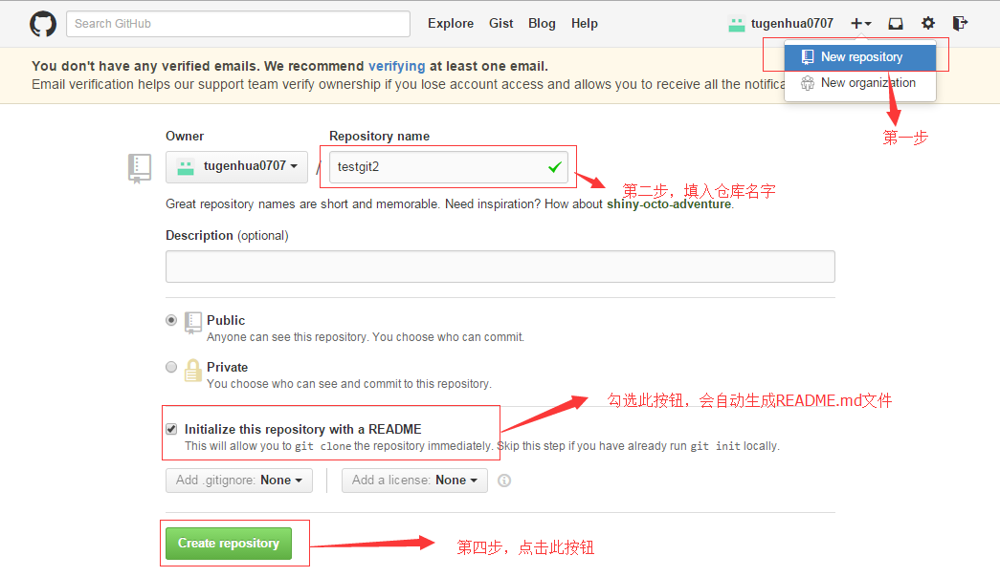 Search GitHub
Explore Gist Blog Help
tugenhua0707
You don't have any verified emails. We recommend verifying at least one email.
Email verification helps our support team verify ownership if you lose account access and allows you to receive all the notifica
New repository
New organization
第一步
Owner
Repository name
tugenhua0707
/
testgit2
第二步，填入仓库名字
Great repository names are short and memorable. Need inspiration? How about shiny-octo-adventure.
Description (optional)
Public
Anyone can see this repository. You choose who can commit.
Private
You choose who can see and commit to this repository.
勾选此按钮，会自动生成README.md文件
Initialize this repository with a README
This will allow you to git clone the repository immediately. Skip this step if you have already run git init locally.
Add .gitignore: None
Add a license: None
Create repository
第四步，点击此按钮